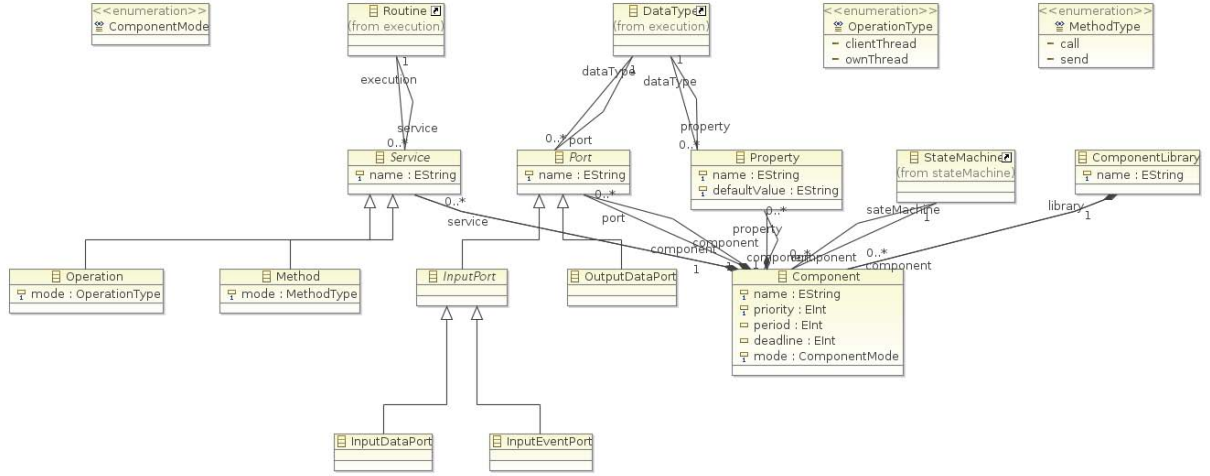 <<enumeration>>
ComponentMode
Routine
(from execution)
DataType
(from execution)
<<enumeration>>
OperationType
clientThread
ownThread
<<enumeration>>
MethodType
call
send
1
execution
service
0..*
1
dataType
0..*
port
1
dataType
property
0..*
Service
name : EString
Port
name : EString
Property
name : EString
defaultValue : EString
StateMachine
(from stateMachine)
ComponentLibrary
name : EString
0..*
service
component
1
0..*
port
component
1
0..*
property
component
1
sateMachine
1
0..*
component
library
1
0..*
component
Operation
mode : OperationType
Method
mode : MethodType
InputPort
OutputDataPort
Component
name : EString
priority : EInt
period : EInt
deadline : EInt
mode : ComponentMode
InputDataPort
InputEventPort